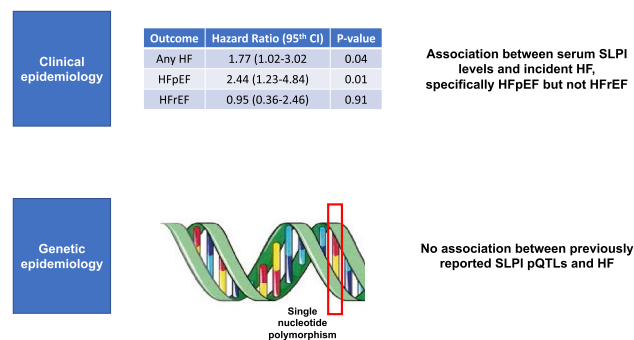 Clinical
epidemiology
Outcome Hazard Ratio (95th CI) P-value
Any HF 1.77 (1.02-3.02 0.04
HFpEF 2.44 (1.23-4.84) 0.01
HFrEF 0.95 (0.36-2.46) 0.91
Association between serum SLPI
levels and incident HF,
specifically HFpEF but not HFrEF
Genetic
epidemiology
Single
nucleotide
polymorphism
No association between previously
reported SLPI pQTLs and HF